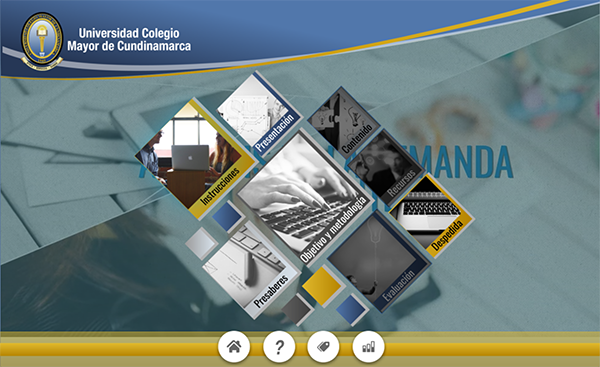 Universidad Colegio
Mayor de Cundinamarca
Presentación
Contenido
Instrucciones
MANDA
Recursos
Objetivo y metodología
Despedida
Presaberes
Evaluación
?